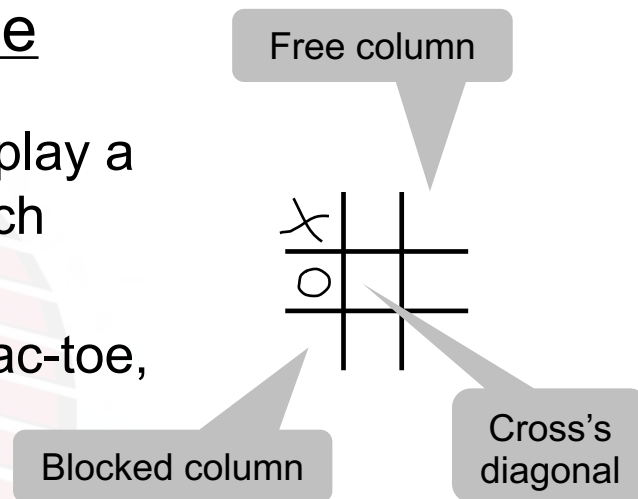 e
Free column
play a
ch
X
O
ac-toe,
Blocked column
Cross's
diagonal